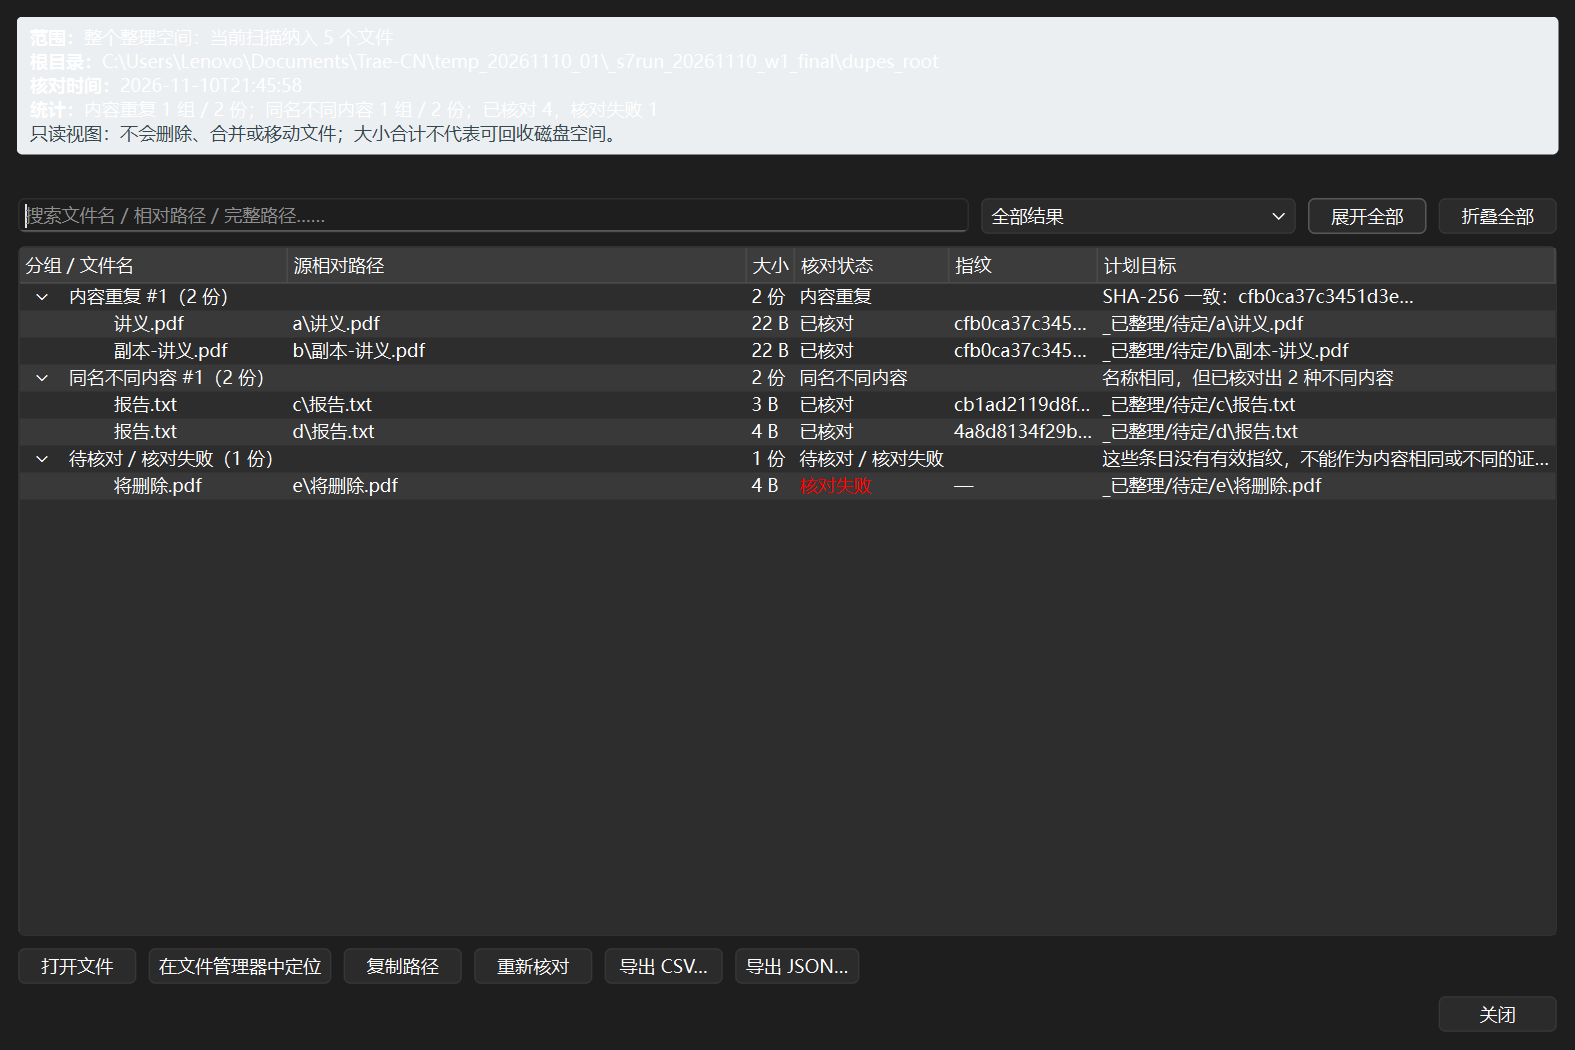 范围：整个整理空间：当前扫描纳入 5 个文件
根目录：C:\Users\Lenovo\Documents\Trae-CN\temp_20261110_01\_s7run_20261110_w1_final\dupes_root
核对时间：2026-11-10T21:45:58
统计：内容重复 1 组 / 2 份；同名不同内容 1 组 / 2 份；已核对 4，核对失败 1
只读视图：不会删除、合并或移动文件；大小合计不代表可回收磁盘空间。
搜索文件名 / 相对路径 / 完整路径…… 全部结果 展开全部 折叠全部
分组 / 文件名 源相对路径 大小 核对状态 指纹 计划目标
内容重复 #1（2 份） 2 份 内容重复 SHA-256 一致：cfb0ca37c3451d3e...
讲义.pdf a\讲义.pdf 22 B 已核对 cfb0ca37c345... _已整理/待定/a\讲义.pdf
副本-讲义.pdf b\副本-讲义.pdf 22 B 已核对 cfb0ca37c345... _已整理/待定/b\副本-讲义.pdf
同名不同内容 #1（2 份） 2 份 同名不同内容 名称相同，但已核对出 2 种不同内容
报告.txt c\报告.txt 3 B 已核对 cb1ad2119d8f... _已整理/待定/c\报告.txt
报告.txt d\报告.txt 4 B 已核对 4a8d8134f29b... _已整理/待定/d\报告.txt
待核对 / 核对失败（1 份） 1 份 待核对 / 核对失败 这些条目没有有效指纹，不能作为内容相同或不同的证...
将删除.pdf e\将删除.pdf 4 B 核对失败 — _已整理/待定/e\将删除.pdf
打开文件 在文件管理器中定位 复制路径 重新核对 导出 CSV... 导出 JSON...
关闭